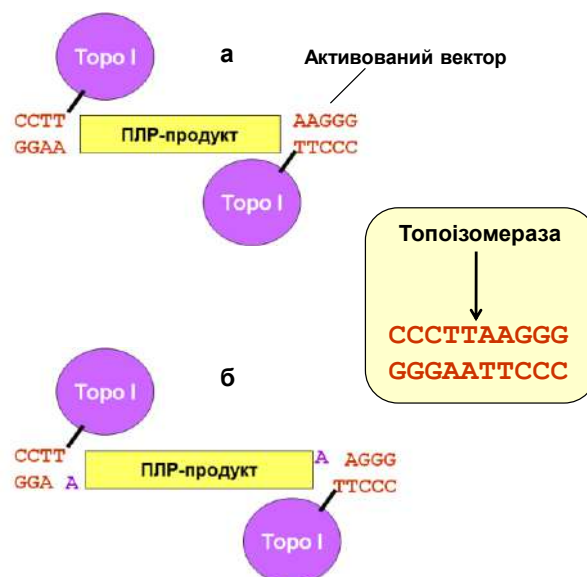 Topo I
а
Активований вектор
CCTT
AAGGG
ПЛР-продукт
GGAA
TTCCC
Topo I
Топоізомераза
CCCTTAAGGG
GGGAATTCCC
Topo I
б
CCTT
A AGGG
ПЛР-продукт
GGA A
TTCCC
Topo I